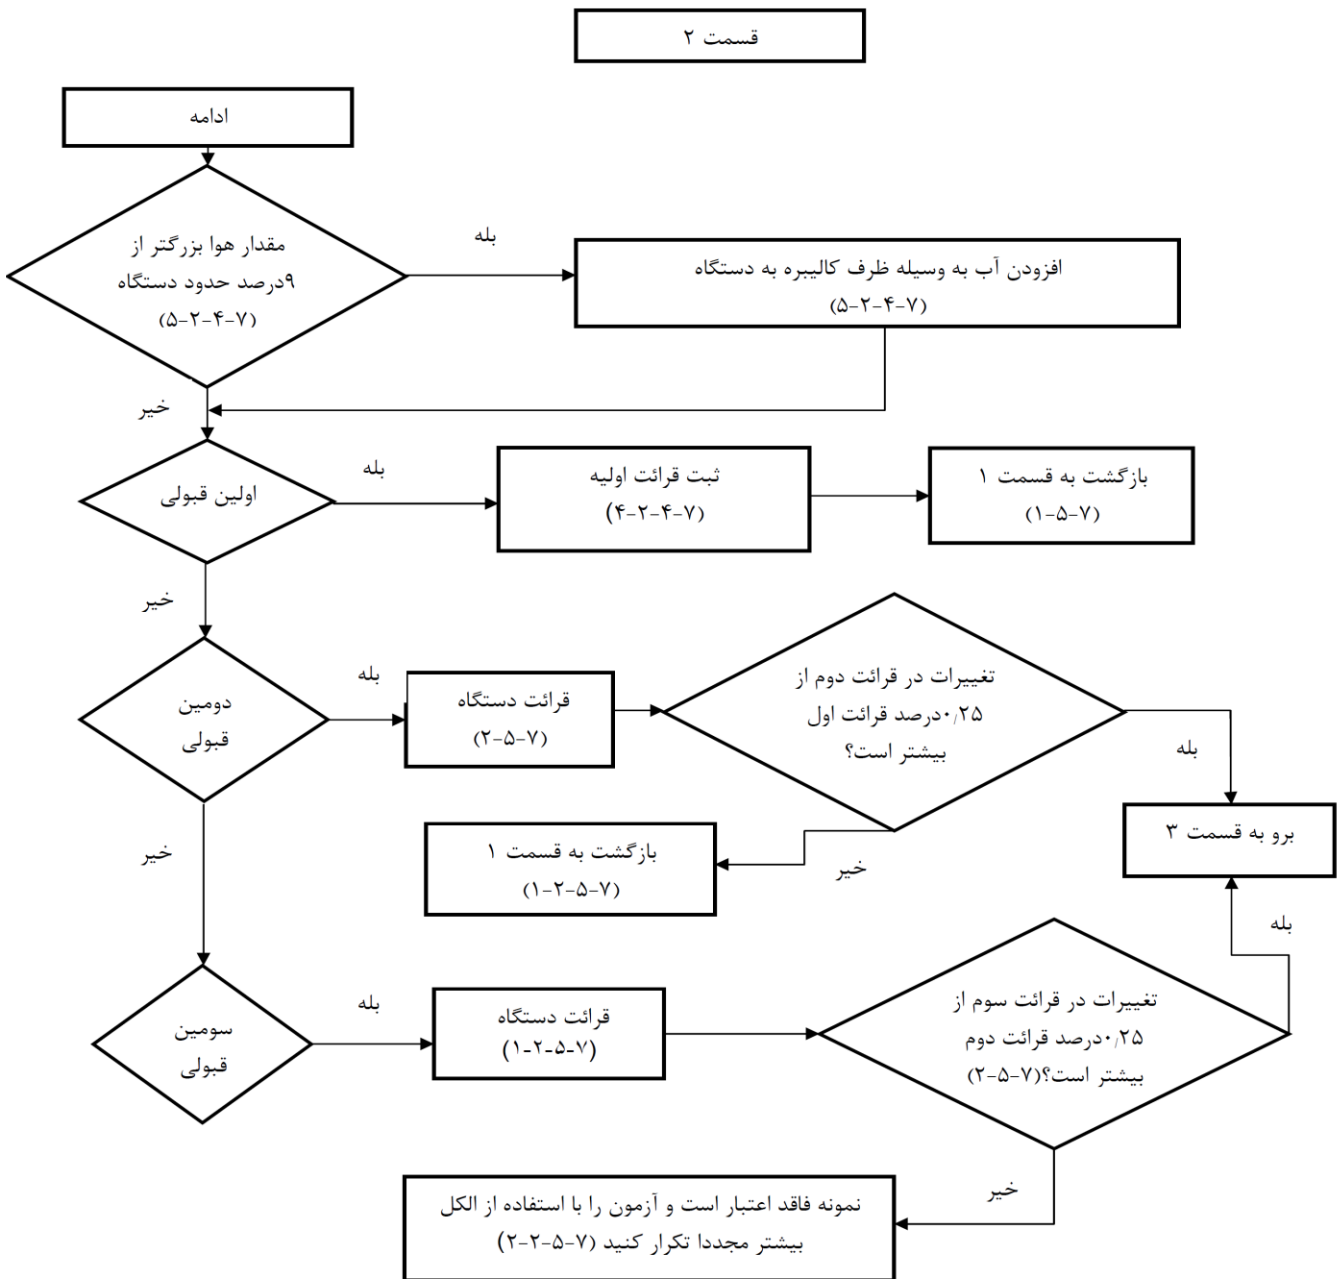 قسمت ۲
ادامه
مقدار هوا بزرگتر از
۹درصد حدود دستگاه
(۷-۴-۲-۵)
بله
افزودن آب به وسیله ظرف کالیبره به دستگاه
(۷-۴-۲-۵)
خیر
اولین قبولی
بله
ثبت قرائت اولیه
(۷-۴-۲-۴)
بازگشت به قسمت ۱
(۷-۵-۱)
خیر
دومین
قبولی
بله
قرائت دستگاه
(۷-۵-۲)
تغییرات در قرائت دوم از
۰٫۲۵درصد قرائت اول
بیشتر است؟
بله
برو به قسمت ۳
خیر
بازگشت به قسمت ۱
(۷-۵-۲-۱)
خیر
سومین
قبولی
بله
قرائت دستگاه
(۷-۵-۲-۱)
تغییرات در قرائت سوم از
۰٫۲۵درصد قرائت دوم
بیشتر است؟(۷-۵-۲)
بله
خیر
نمونه فاقد اعتبار است و آزمون را با استفاده از الکل
بیشتر مجددا تکرار کنید (۷-۵-۲-۲)